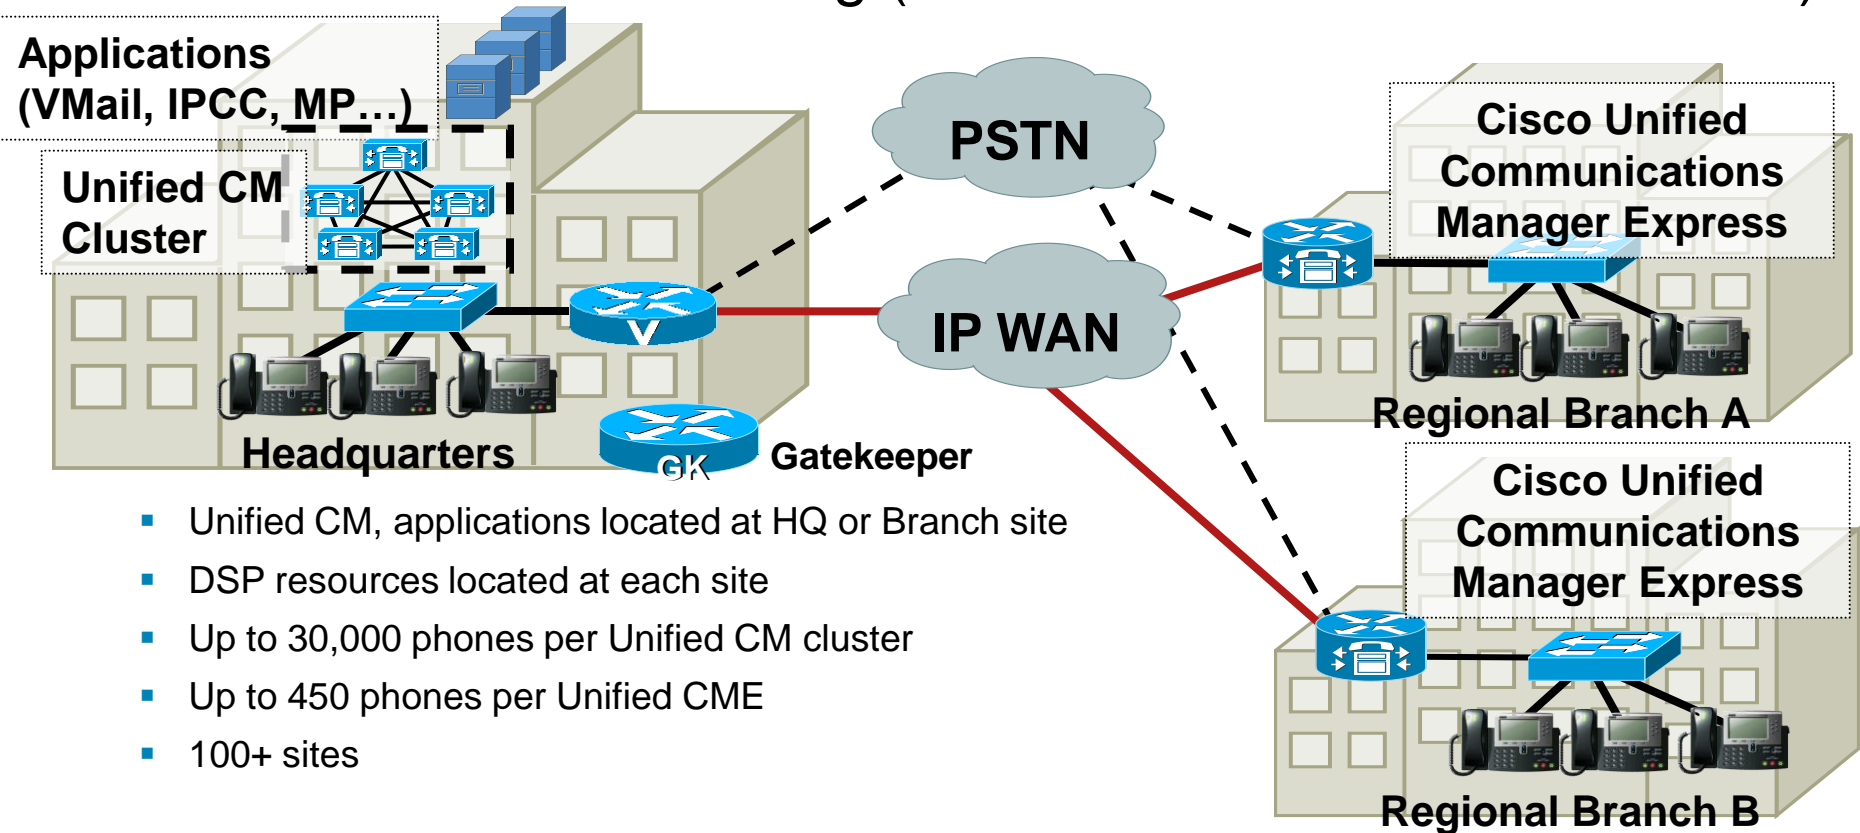 Applications
(VMail, IPCC, MP…)
Unified CM
Cluster
PSTN
IP WAN
V
Headquarters
GK
Gatekeeper
Cisco Unified
Communications
Manager Express
Regional Branch A
Cisco Unified
Communications
Manager Express
Regional Branch B
Unified CM, applications located at HQ or Branch site
DSP resources located at each site
Up to 30,000 phones per Unified CM cluster
Up to 450 phones per Unified CME
100+ sites